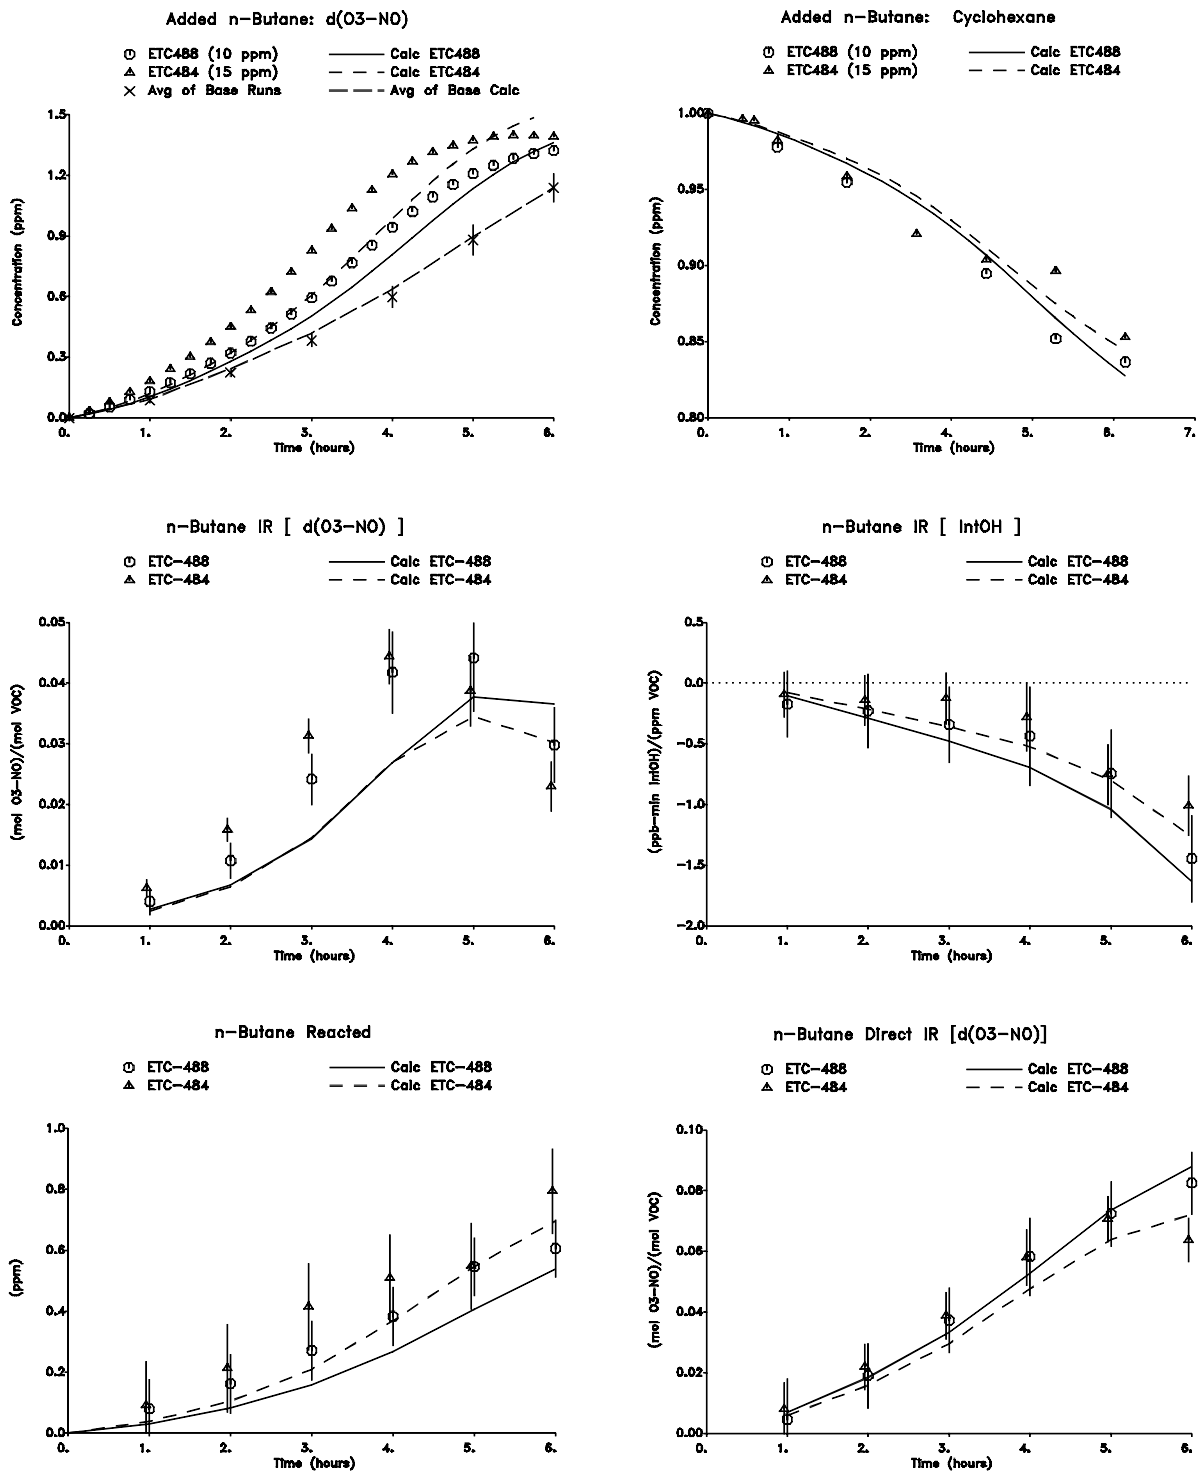 Added n-Butane: d(O3-NO)
ETC488 (10 ppm) Calc ETC488
ETC484 (15 ppm) Calc ETC484
Avg of Base Runs Avg of Base Calc
1.5
1.2
0.9
0.6
0.3
0.0
Concentration (ppm)
0. 1. 2. 3. 4. 5. 6.
Time (hours)
Added n-Butane: Cyclohexane
ETC488 (10 ppm) Calc ETC488
ETC484 (15 ppm) Calc ETC484
1.00
0.95
0.90
0.85
0.80
Concentration (ppm)
0. 1. 2. 3. 4. 5. 6. 7.
Time (hours)
n-Butane IR [ d(O3-NO) ]
ETC-488 Calc ETC-488
ETC-484 Calc ETC-484
0.05
0.04
0.03
0.02
0.01
0.00
(mol O3-NO)/(mol VOC)
0. 1. 2. 3. 4. 5. 6.
Time (hours)
n-Butane IR [ IntOH ]
ETC-488 Calc ETC-488
ETC-484 Calc ETC-484
0.5
0.0
-0.5
-1.0
-1.5
-2.0
(ppb-min IntOH)/(ppm VOC)
0. 1. 2. 3. 4. 5. 6.
Time (hours)
n-Butane Reacted
ETC-488 Calc ETC-488
ETC-484 Calc ETC-484
1.0
0.8
0.6
0.4
0.2
0.0
(ppm)
0. 1. 2. 3. 4. 5. 6.
Time (hours)
n-Butane Direct IR [d(O3-NO)]
ETC-488 Calc ETC-488
ETC-484 Calc ETC-484
0.10
0.08
0.06
0.04
0.02
0.00
(mol O3-NO)/(mol VOC)
0. 1. 2. 3. 4. 5. 6.
Time (hours)